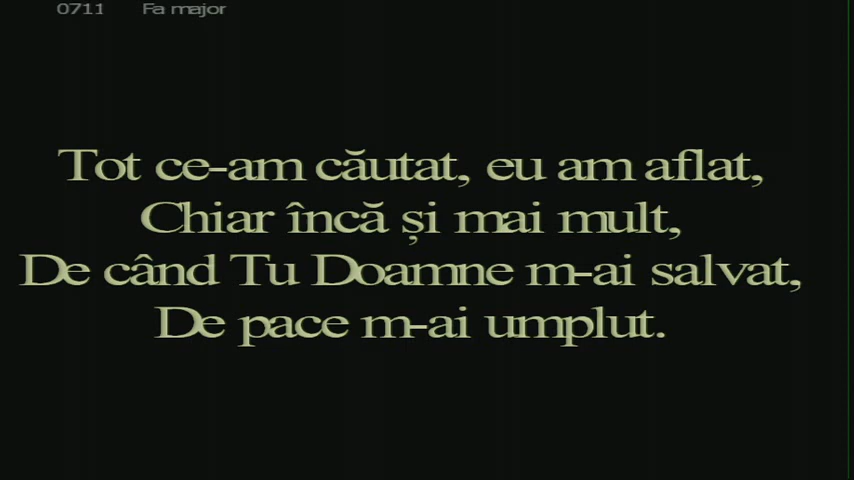 0711 Fa major
Tot ce-am căutat, eu am aflat,
Chiar încă și mai mult,
De când Tu Doamne m-ai salvat,
De pace m-ai umplut.